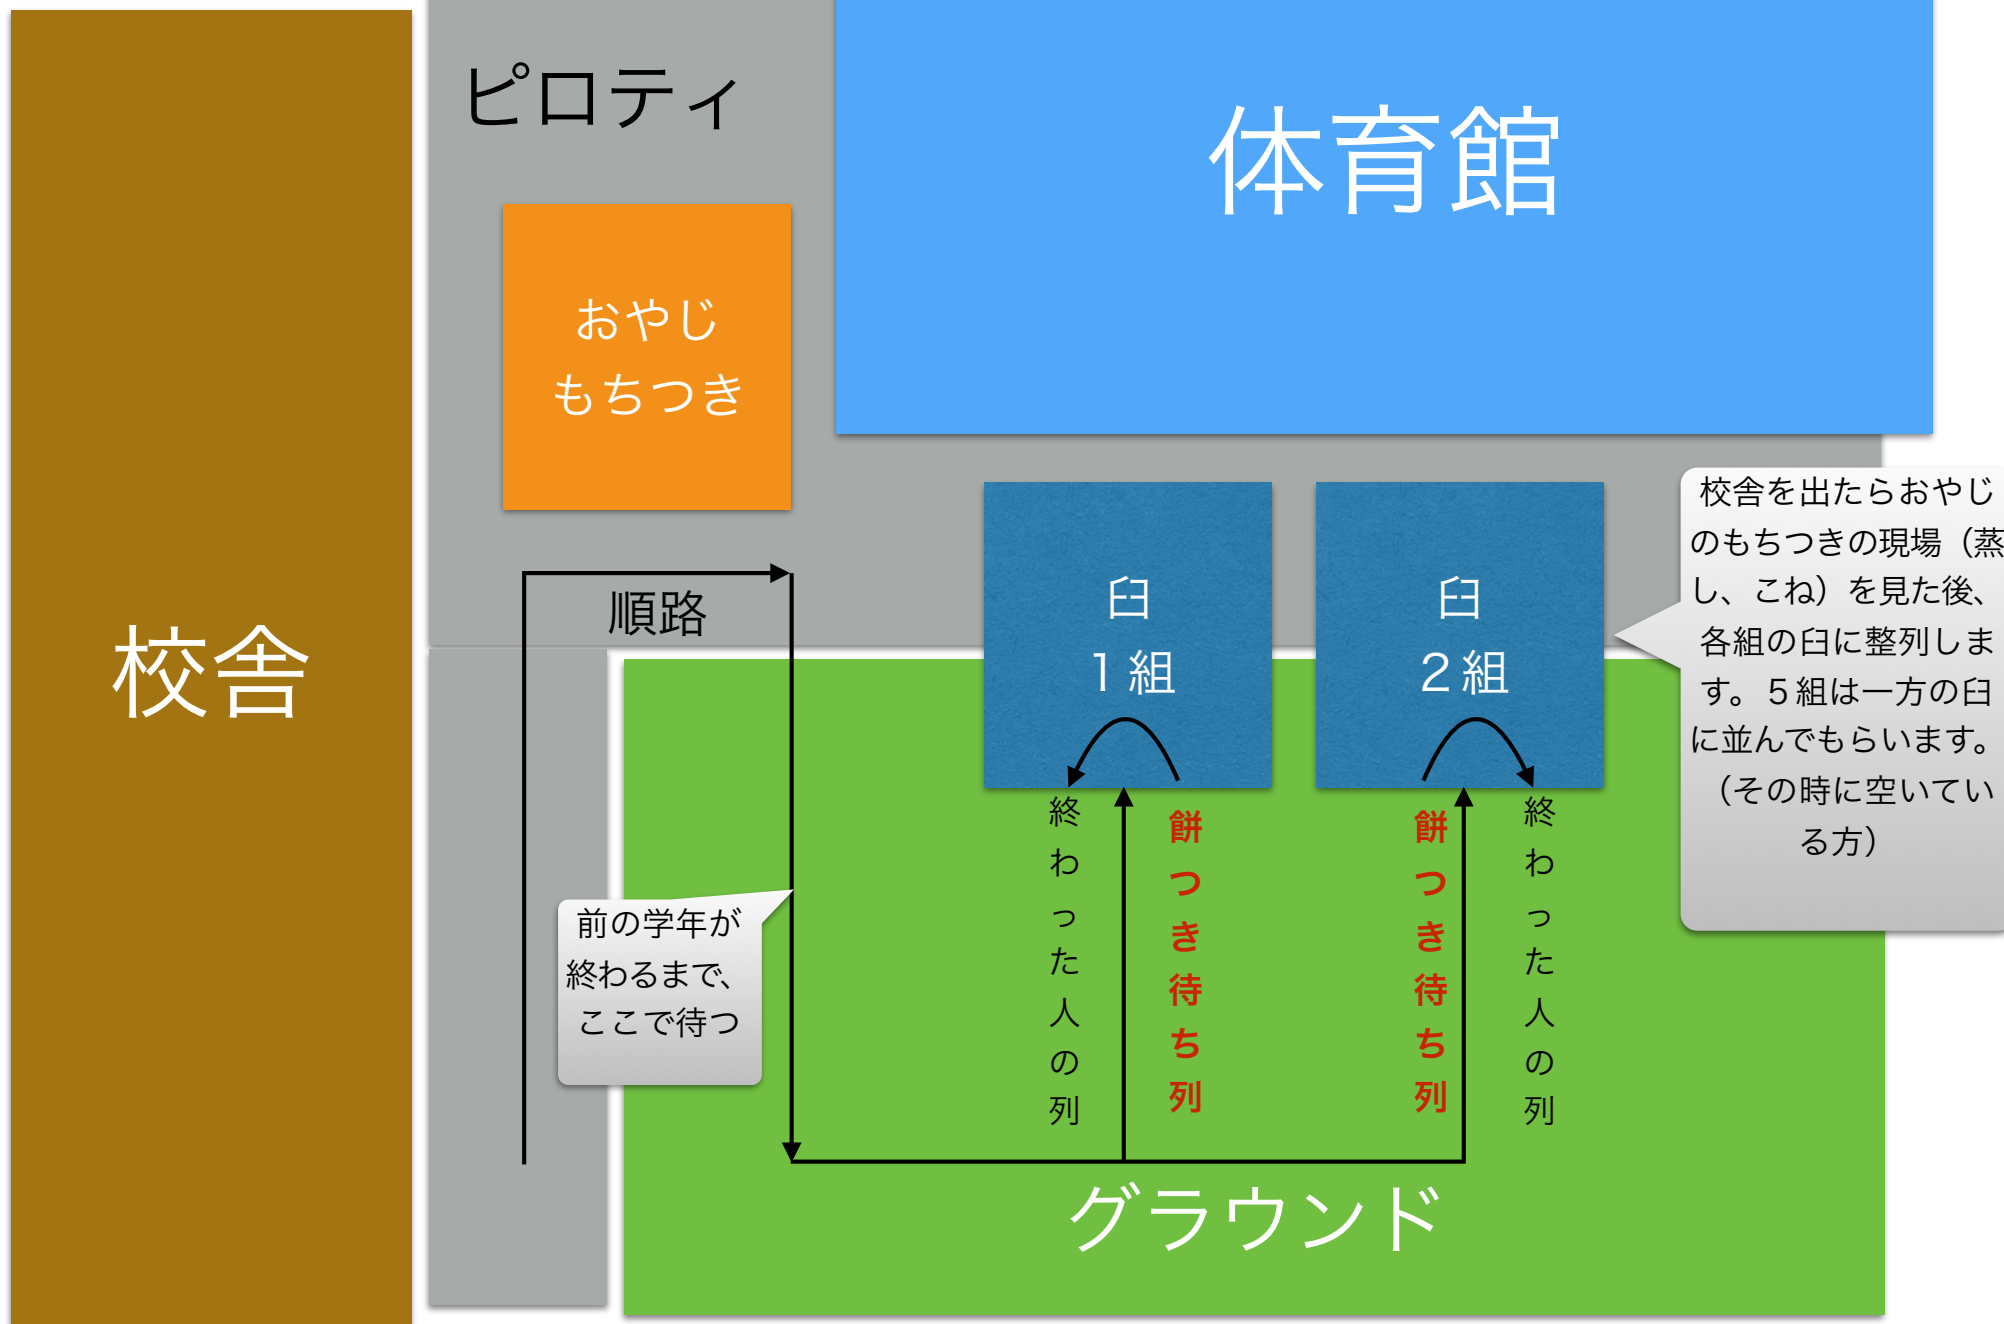 ピロティ
体育館
おやじ
もちつき
校舎を出たらおやじ
のもちつきの現場（蒸
し、こね）を見た後、
各組の臼に整列しま
す。５組は一方の臼
に並んでもらいます。
（その時に空いてい
る方）
臼
１組
臼
２組
順路
校舎
前の学年が
終わるまで、
ここで待つ
終わった人の列
餅つき待ち列
餅つき待ち列
終わった人の列
グラウンド